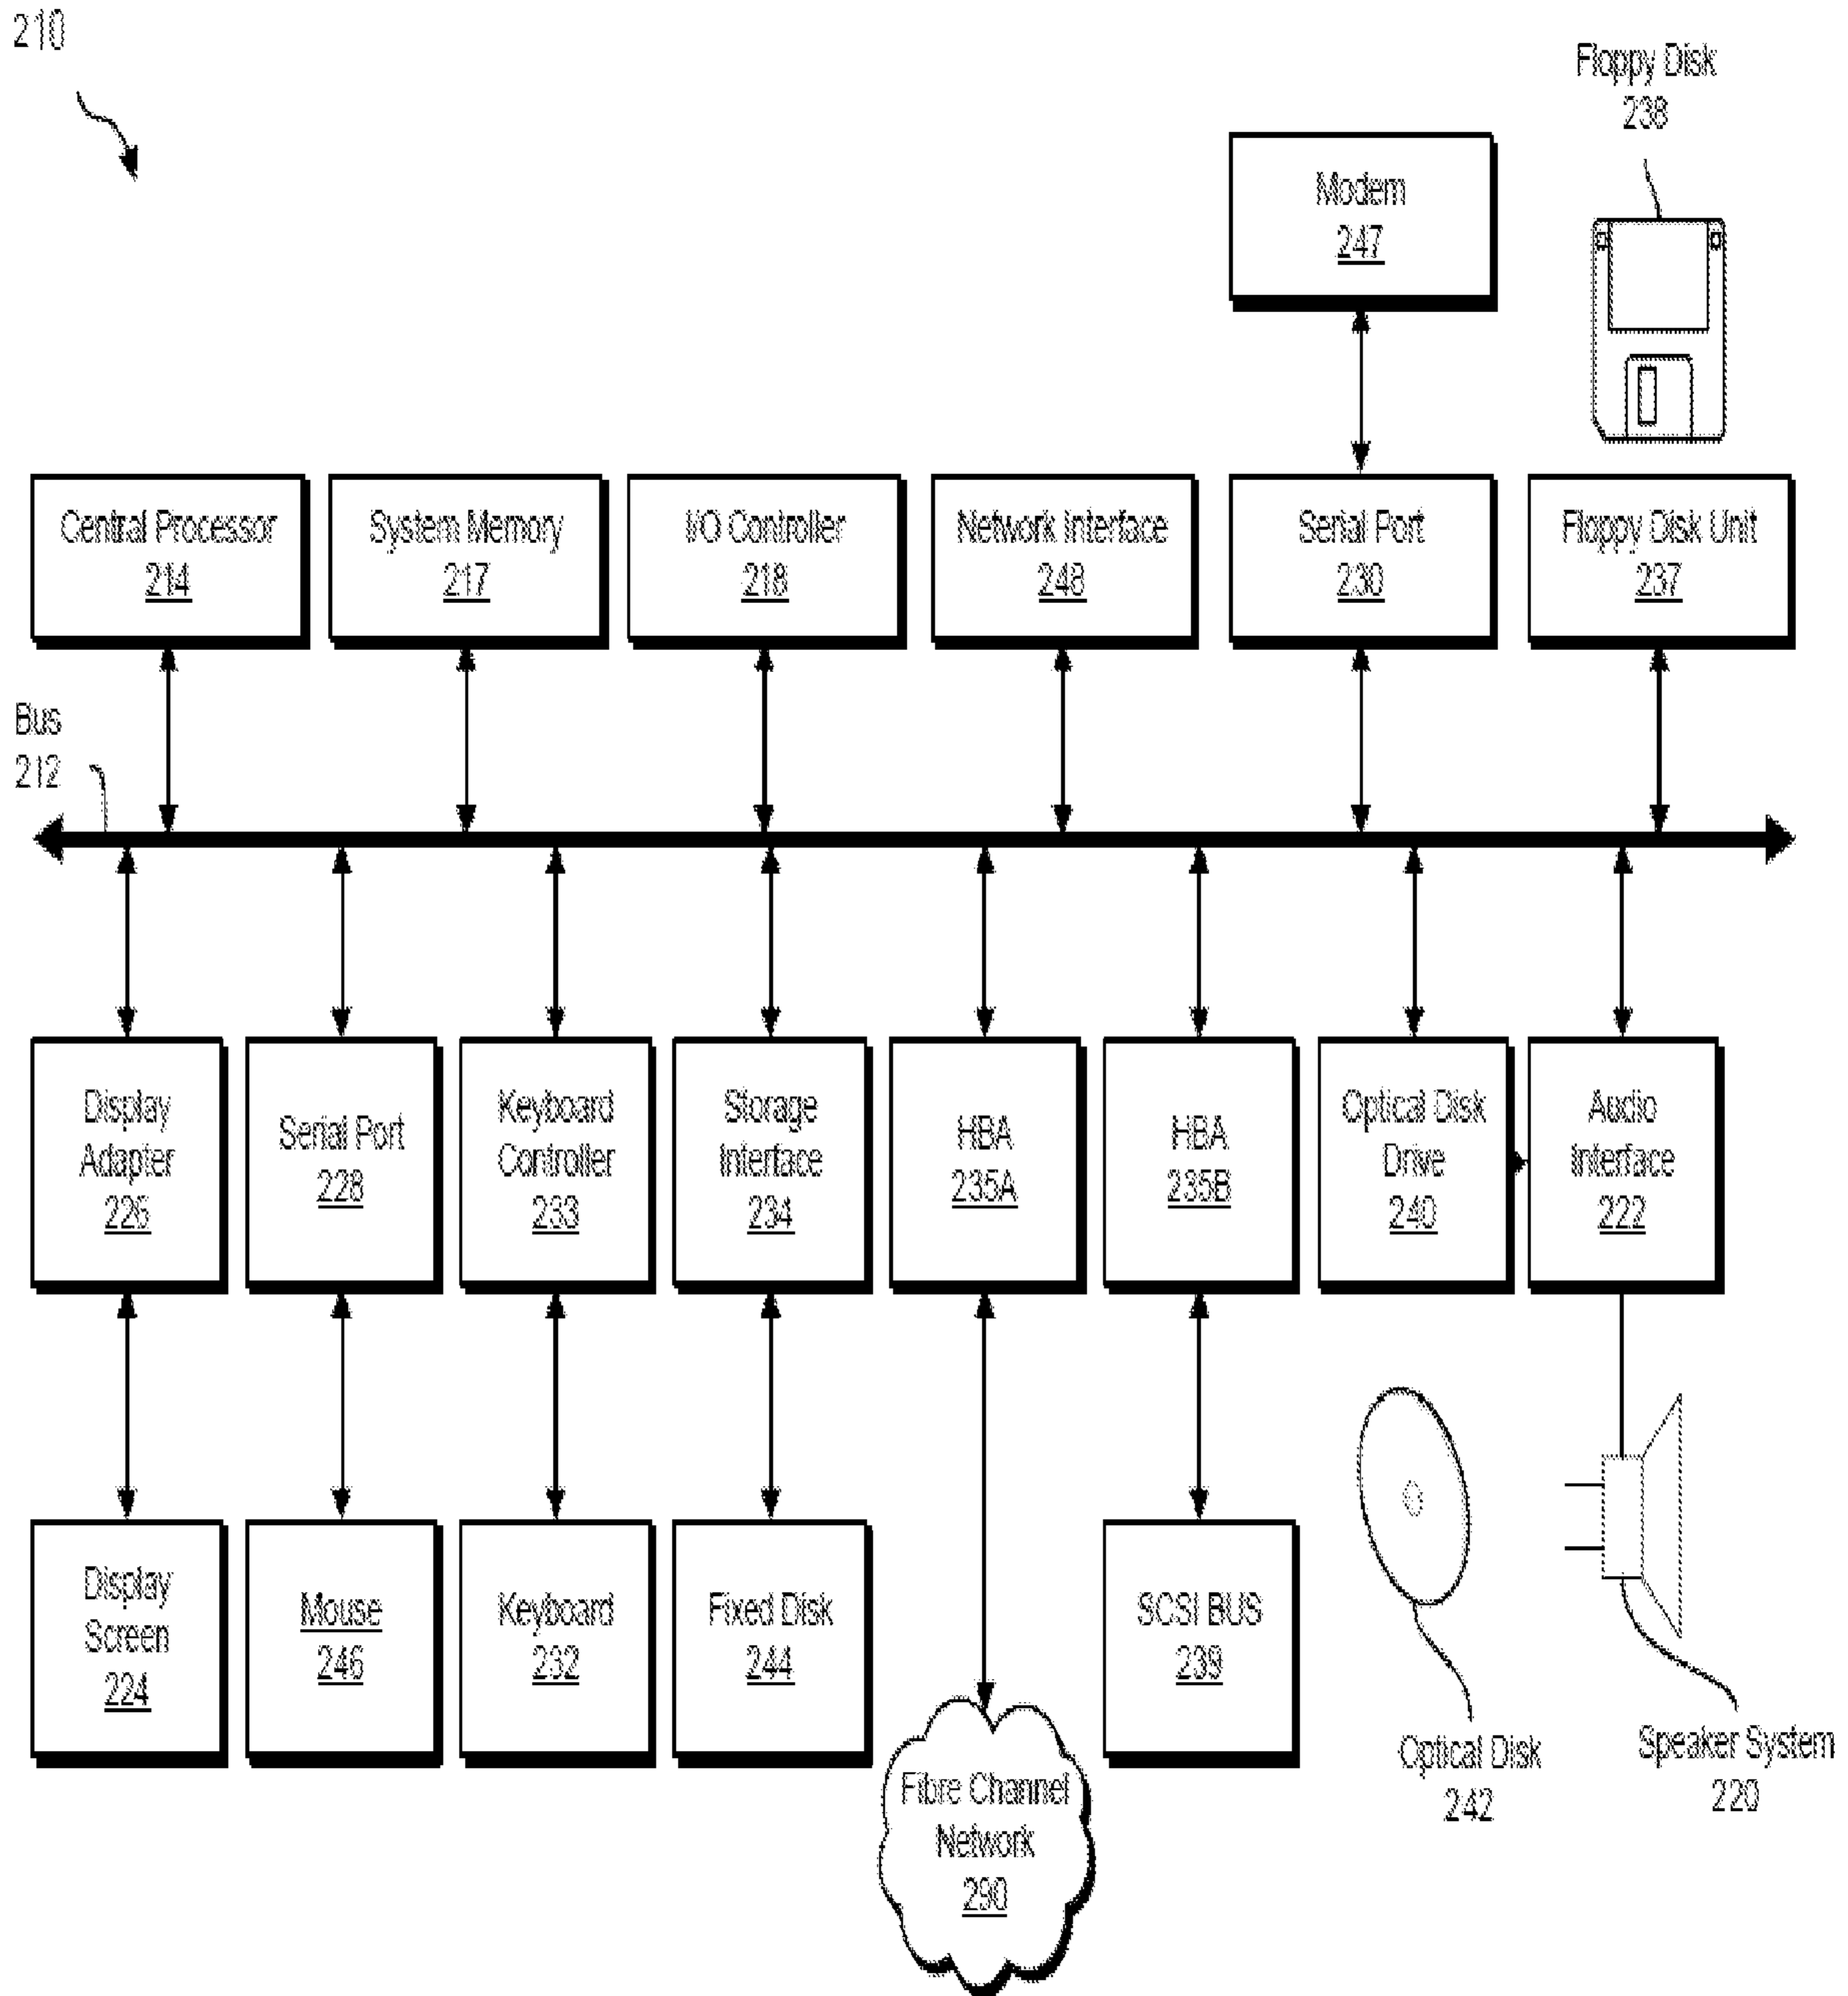 210
Floppy Disk
238
Modem
247
Central Processor
214
System Memory
217
I/O Controller
218
Network Interface
248
Serial Port
230
Floppy Disk Unit
237
Bus
212
Display
Adapter
226
Serial Port
228
Keyboard
Controller
233
Storage
Interface
234
HBA
235A
HBA
235B
Optical Disk
Drive
240
Audio
Interface
222
Display
Screen
224
Mouse
246
Keyboard
232
Fixed Disk
244
Fibre Channel
Network
290
SCSI BUS
239
Optical Disk
242
Speaker System
220